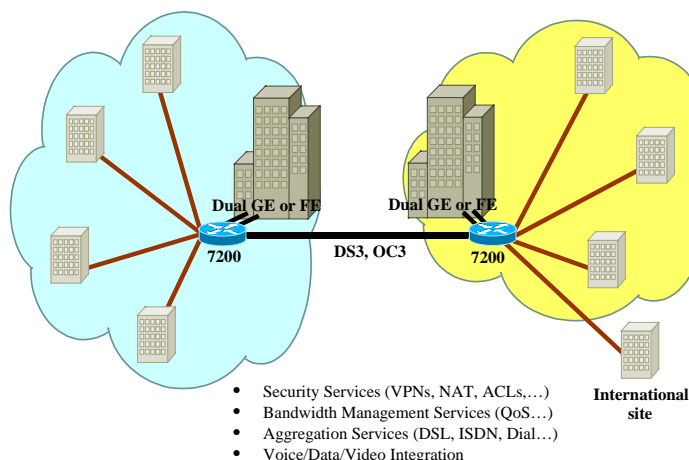 Dual GE or FE
Dual GE or FE
7200
DS3, OC3
7200
• Security Services (VPNs, NAT, ACLs,…)
• Bandwidth Management Services (QoS…)
• Aggregation Services (DSL, ISDN, Dial…)
• Voice/Data/Video Integration
International
site